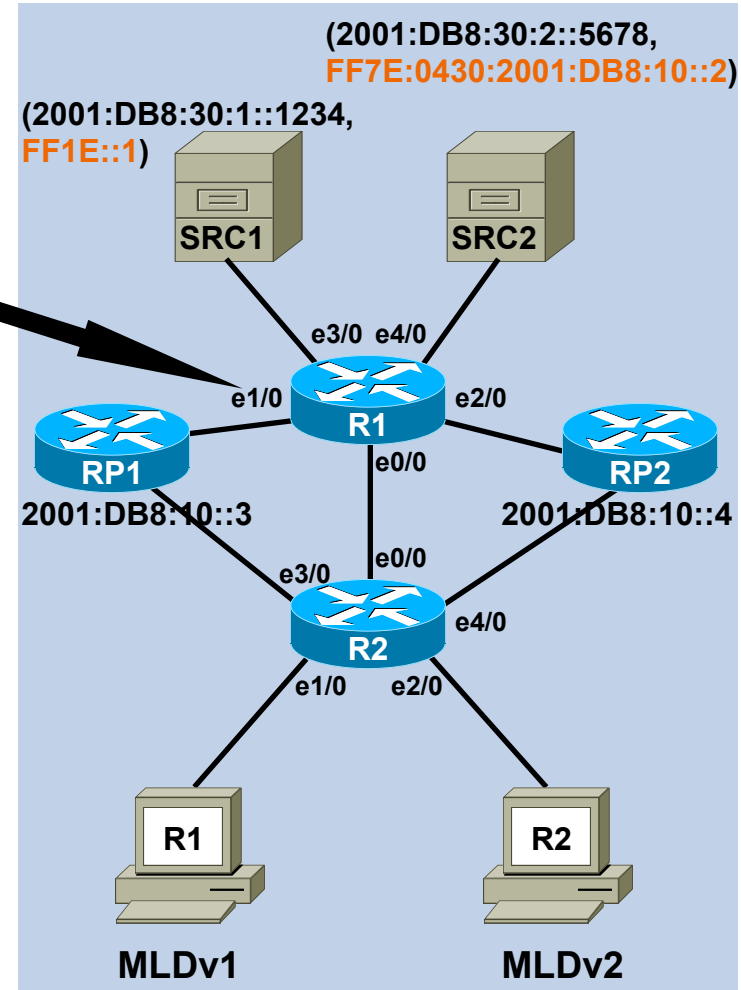 (2001:DB8:30:2::5678,
FF7E:0430:2001:DB8:10::2)
(2001:DB8:30:1::1234,
FF1E::1)
SRC1
SRC2
e3/0
e4/0
e1/0
e2/0
R1
RP1
RP2
e0/0
2001:DB8:10::3
2001:DB8:10::4
e0/0
e3/0
e4/0
R2
e1/0
e2/0
R1
R2
MLDv1
MLDv2